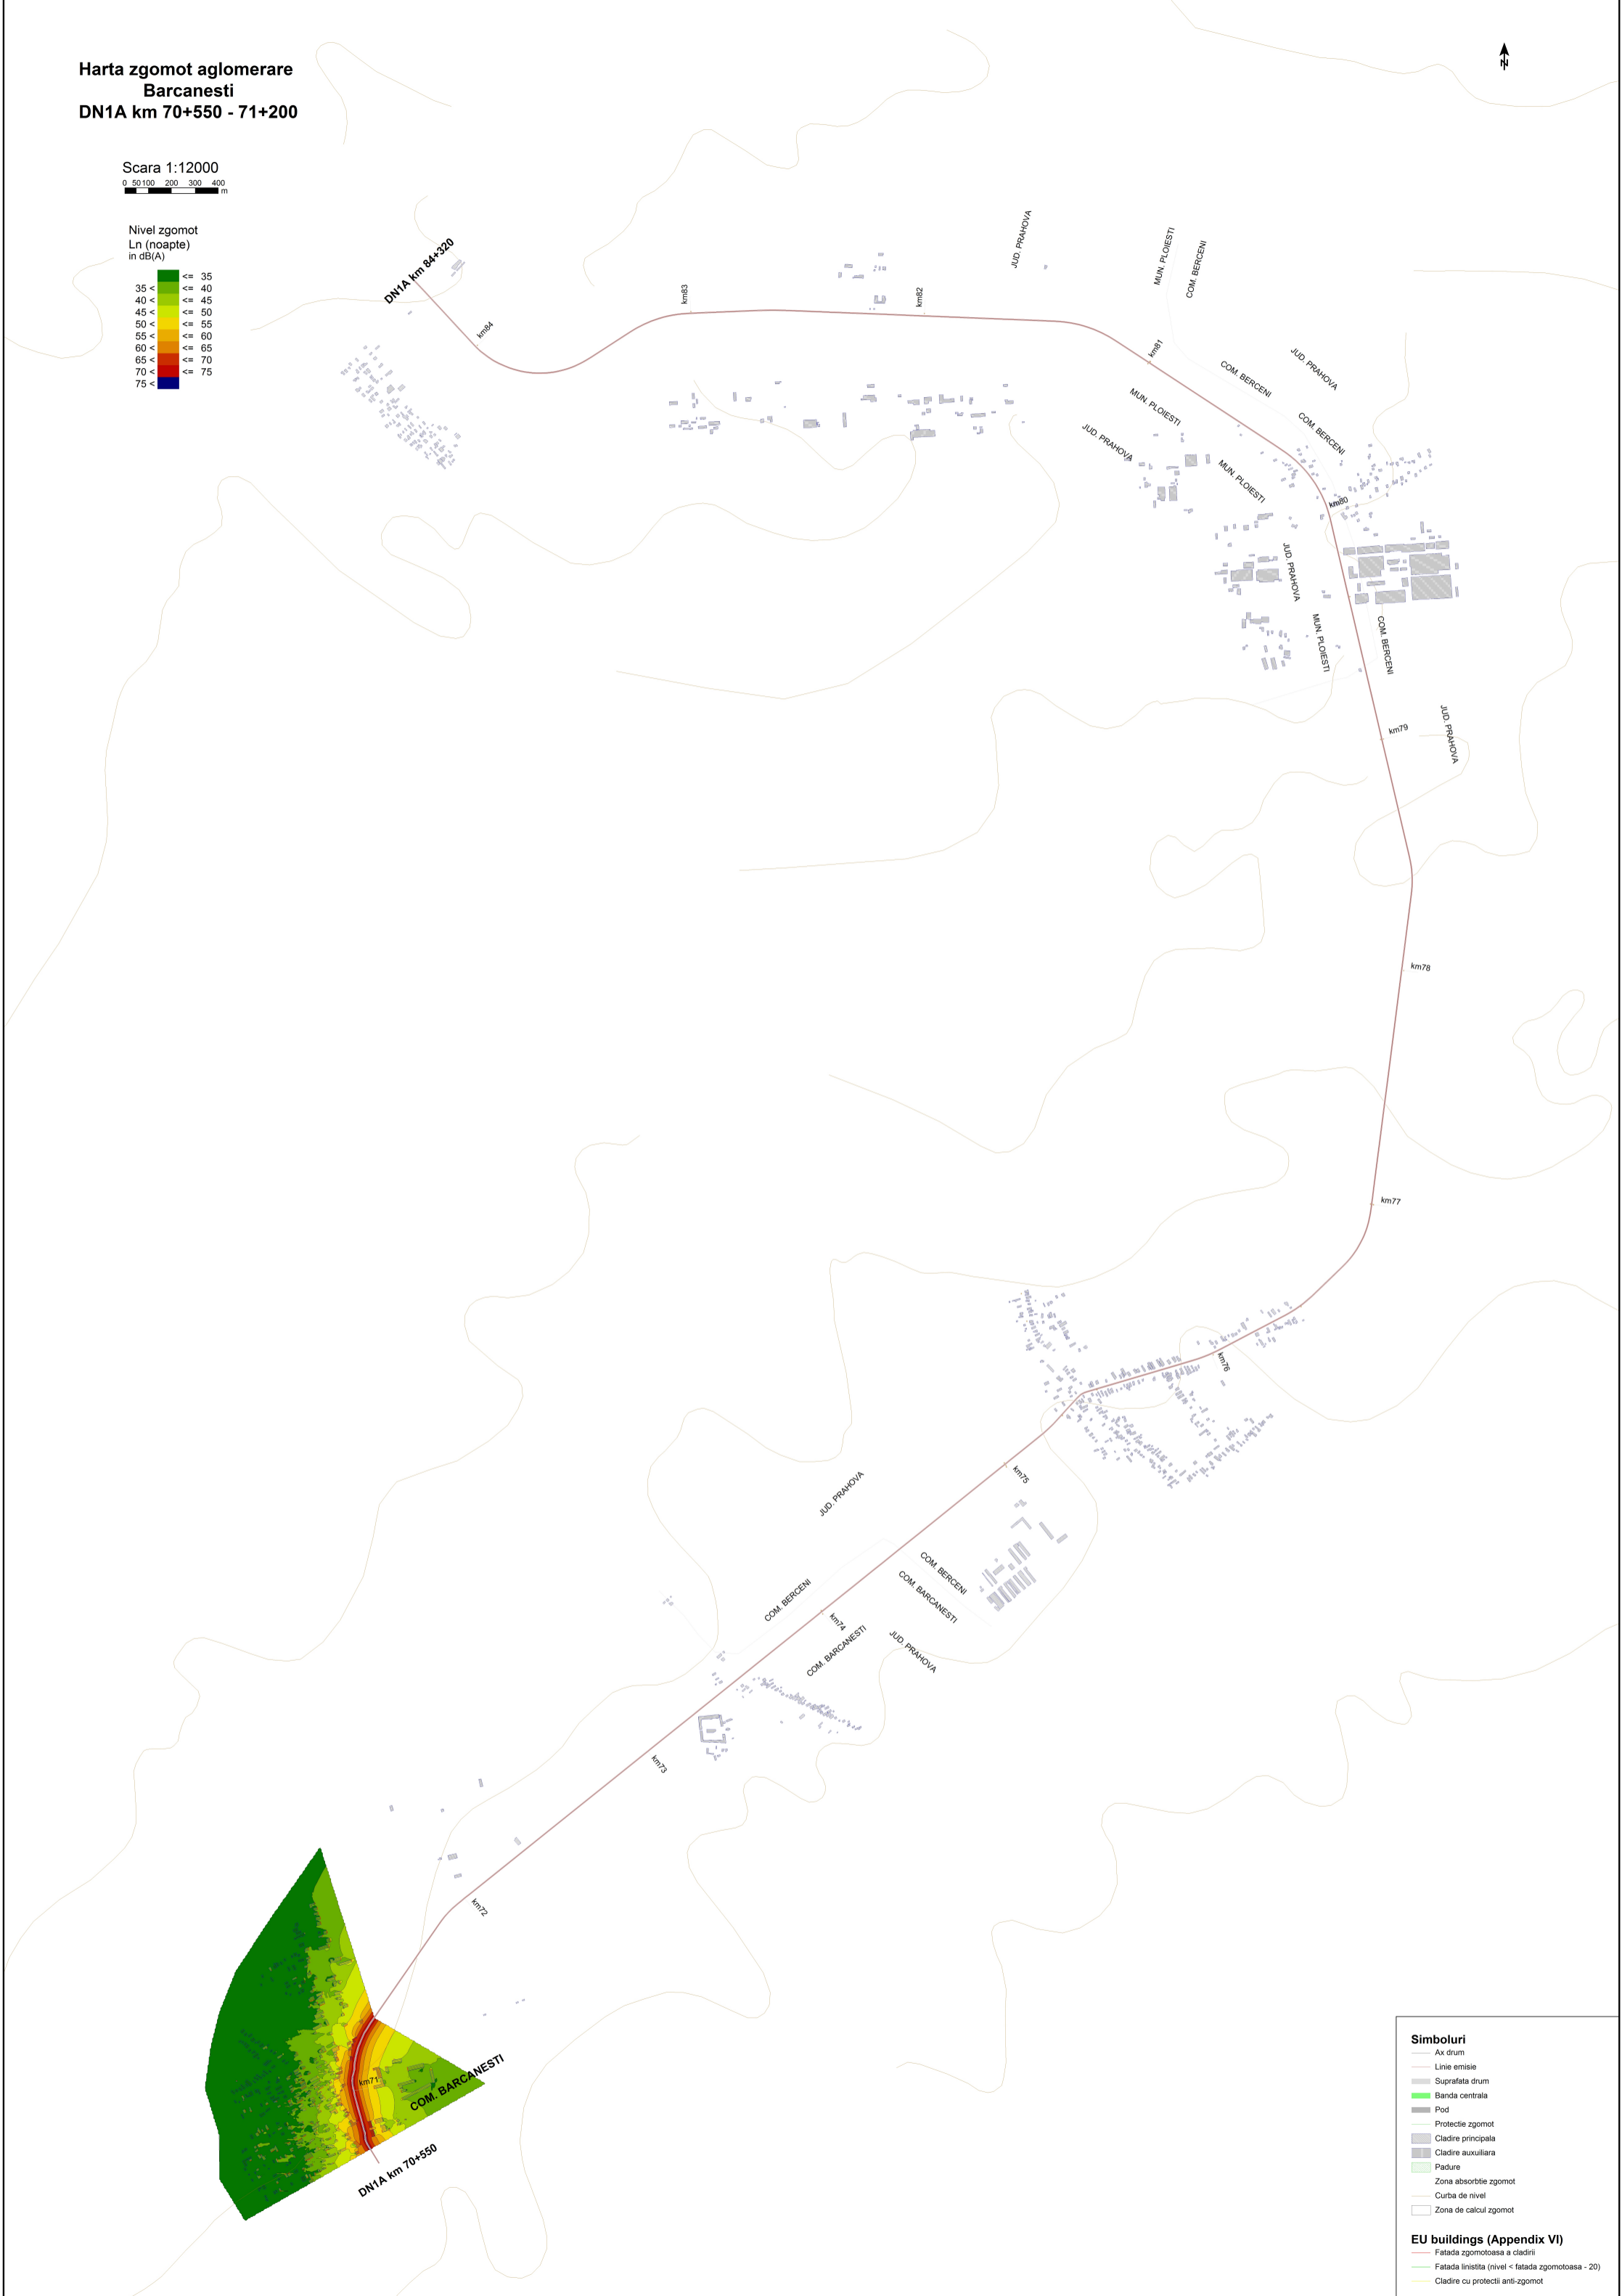 Harta zgomot aglomerare
Barcanesti
DN1A km 70+550 - 71+200
N
Scara 1:12000
0 50 100 200 300 400
m
Nivel zgomot
Ln (noapte)
in dB(A)
<= 35
35 < <= 40
40 < <= 45
45 < <= 50
50 < <= 55
55 < <= 60
60 < <= 65
65 < <= 70
70 < <= 75
75 <
DN1A km 84+320
km84
km83
km82
JUD. PRAHOVA
MUN. PLOIESTI
COM. BERCENI
km81
COM. BERCENI
JUD. PRAHOVA
MUN. PLOIESTI
JUD. PRAHOVA
COM. BERCENI
MUN. PLOIESTI
km80
JUD. PRAHOVA
MUN. PLOIESTI
COM. BERCENI
JUD. PRAHOVA
km79
km78
km77
km76
km75
JUD. PRAHOVA
COM. BERCENI
COM. BERCENI
COM. BARCANESTI
km74
COM. BARCANESTI
JUD. PRAHOVA
km73
km72
km71
COM. BARCANESTI
DN1A km 70+550
Simboluri
Ax drum
Linie emisie
Suprafata drum
Banda centrala
Pod
Protectie zgomot
Cladire principala
Cladire auxuiliara
Padure
Zona absorbtie zgomot
Curba de nivel
Zona de calcul zgomot
EU buildings (Appendix VI)
Fatada zgomotoasa a cladirii
Fatada linistita (nivel < fatada zgomotoasa - 20)
Cladire cu protectii anti-zgomot